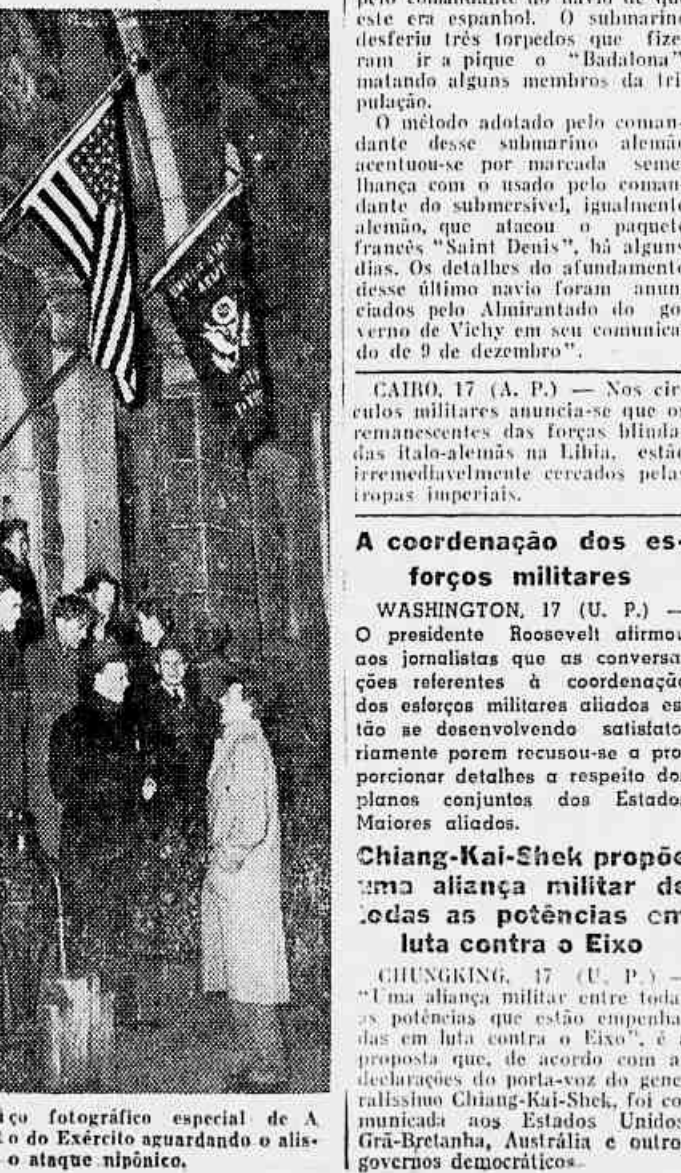 UNITED STATES
ARMY
iço fotográfico especial de A
to do Exército aguardando o alis-
o ataque nipônico.
pelo comandante do navio de que
este era espanhol. O submarino
desferiu três torpedos que fize
ram ir a pique o "Badalona"
matando alguns membros da tri
pulação.
O método adotado pelo coman-
dante desse submarino alemão
acentuou-se por marcada seme
lhança com o usado pelo coman
dante do submersivel, igualmente
alemão, que atacou o paquete
francês "Saint Denis", há alguns
dias. Os detalhes do afundamento
desse último navio foram anun
ciados pelo Almirantado do go
verno de Vichy em seu comunica
do de 9 de dezembro".
CAIRO, 17 (A. P.) — Nos cir
culos militares anuncia-se que os
remanescentes das forças blinda
das ítalo-alemãs na Libia, estão
irremediavelmente cercados pelas
tropas imperiais.
A coordenação dos es-
forços militares
WASHINGTON, 17 (U. P.) —
O presidente Roosevelt afirmou
aos jornalistas que as conversa
ções referentes à coordenação
dos esforços militares aliados es
tão se desenvolvendo satisfato
riamente porem recusou-se a pro
porcionar detalhes a respeito dos
planos conjuntos dos Estados
Maiores aliados.
Chiang-Kai-Shek propõe
uma aliança militar de
todas as potências em
luta contra o Eixo
CHUNGKING, 17 (U. P.) —
"Uma aliança militar entre todas
as potências que estão empenha
das em luta contra o Eixo", é a
proposta que, de acordo com as
declarações do porta-voz do gene
ralíssimo Chiang-Kai-Shek, foi co
municada aos Estados Unidos
Grã-Bretanha, Austrália e outros
governos democráticos.